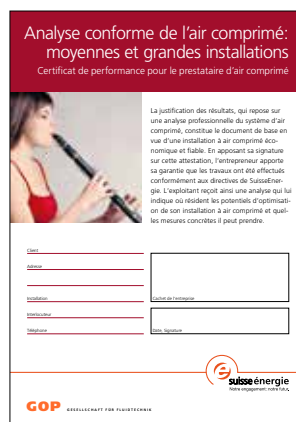 Analyse conforme de l'air comprimé:
moyennes et grandes installations
Certificat de performance pour le prestataire d'air comprimé
La justification des résultats, qui repose sur
une analyse professionnelle du système d'air
comprimé, constitue le document de base en
vue d'une installation à air comprimé éco-
nomique et fiable. En apposant sa signature
sur cette attestation, l'entrepreneur apporte
sa garantie que les travaux ont été effectués
conformément aux directives de SuisseEner-
gie. L'exploitant reçoit ainsi une analyse qui lui
indique où résident les potentiels d'optimisati-
on de son installation à air comprimé et quel-
les mesures concrètes il peut prendre.
Client
Adresse
Installation
Cachet de l'entreprise
Interlocuteur
Téléphone
Date, Signature
suisseénergie
Notre engagement: notre futur.
GOP GESELLSCHAFT FÜR FLUIDTECHNIK